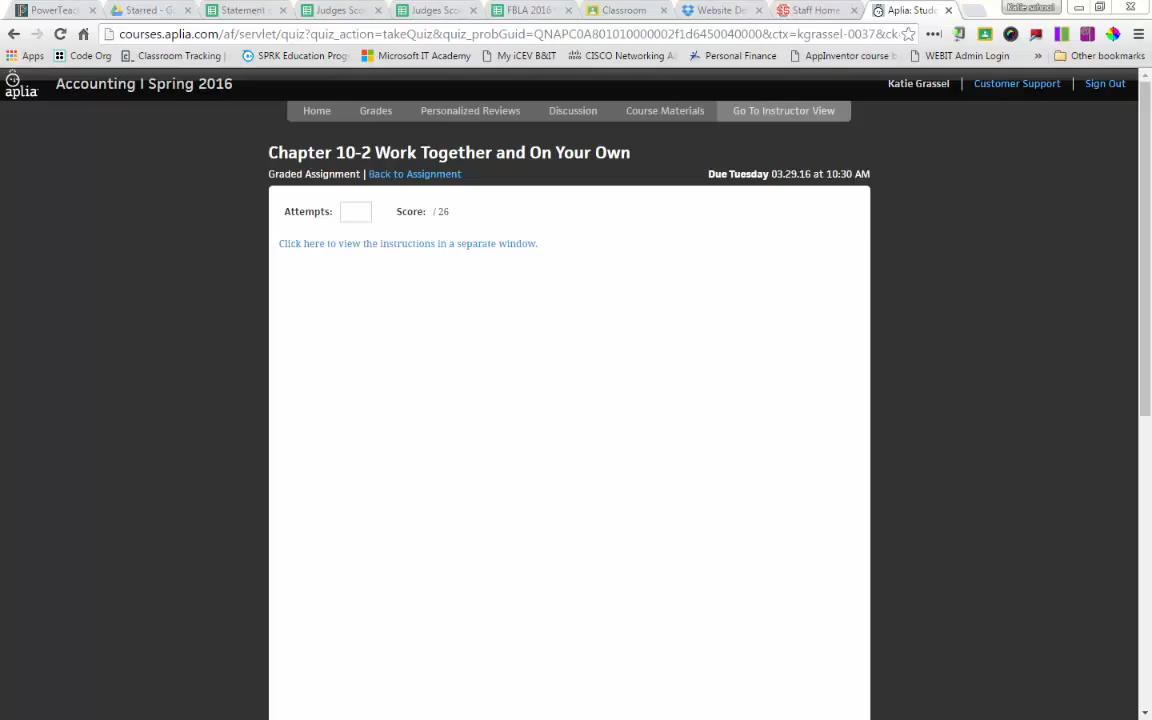 PowerTeac
Starred - G
Statement
Judges Sco
Judges Sco
FBLA 2016
Classroom
Website De
Staff Home
Aplia: Stude
Katie school
courses.aplia.com/af/servlet/quiz?quiz_action=takeQuiz&quiz_probGuid=QNAPC0A801010000002f1d6450040000&ctx=kgrassel-0037&ck
Apps
Code Org
Classroom Tracking
SPRK Education Prog
Microsoft IT Academy
My iCEV B&IT
CISCO Networking A
Personal Finance
AppInventor course b
WEBIT Admin Login
»
Other bookmarks
aplia
Accounting I Spring 2016
Katie Grassel | Customer Support | Sign Out
Home Grades Personalized Reviews Discussion Course Materials Go To Instructor View
Chapter 10-2 Work Together and On Your Own
Graded Assignment | Back to Assignment
Due Tuesday 03.29.16 at 10:30 AM
Attempts: Score: / 26
Click here to view the instructions in a separate window.